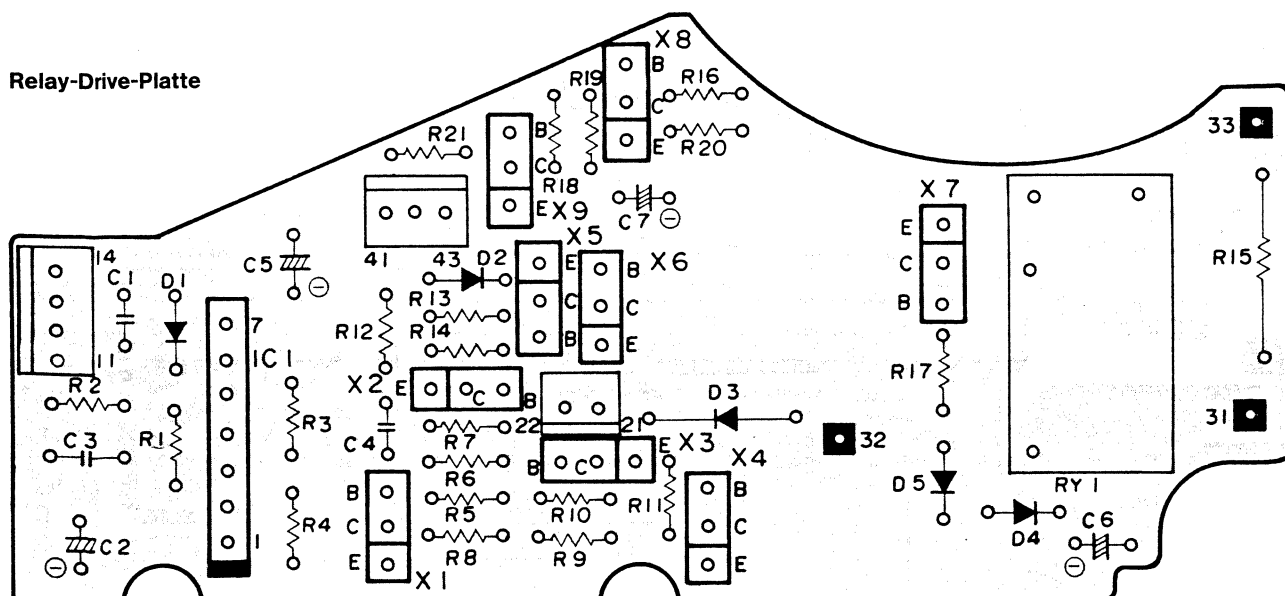 Relay-Drive-Platte
X8
B
C
E
R19
R16
R20
R21
B
C
E
R18
X9
C7
⊖
33
X7
E
C
B
R15
14
11
C1
D1
C5
⊖
41
43
D2
X5
E
C
B
X6
B
C
E
7
IC1
1
R12
R13
R14
X2
E
C
B
R2
C3
R1
R3
C4
R7
22
21
D3
R17
32
31
X3
E
C
B
X4
B
C
E
R6
R5
R8
R10
R9
R11
D5
RY1
D4
C6
⊖
C2
⊖
R4
B
C
E
X1